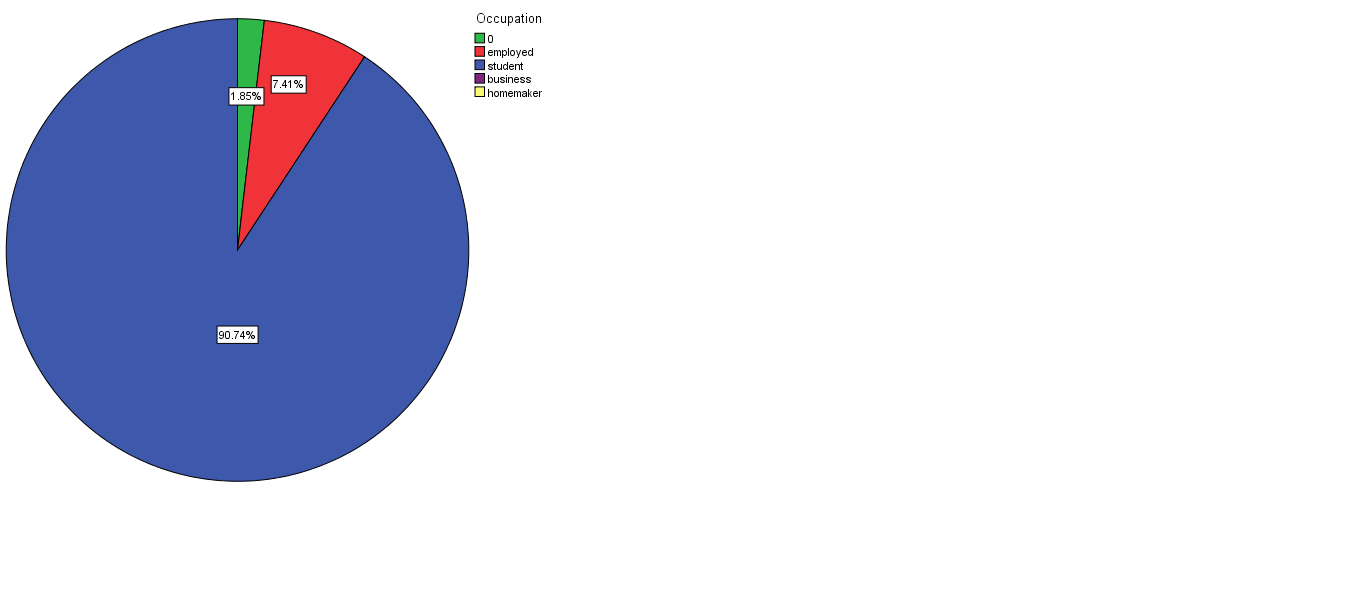 Occupation
0
employed
student
business
homemaker
1.85%
7.41%
90.74%